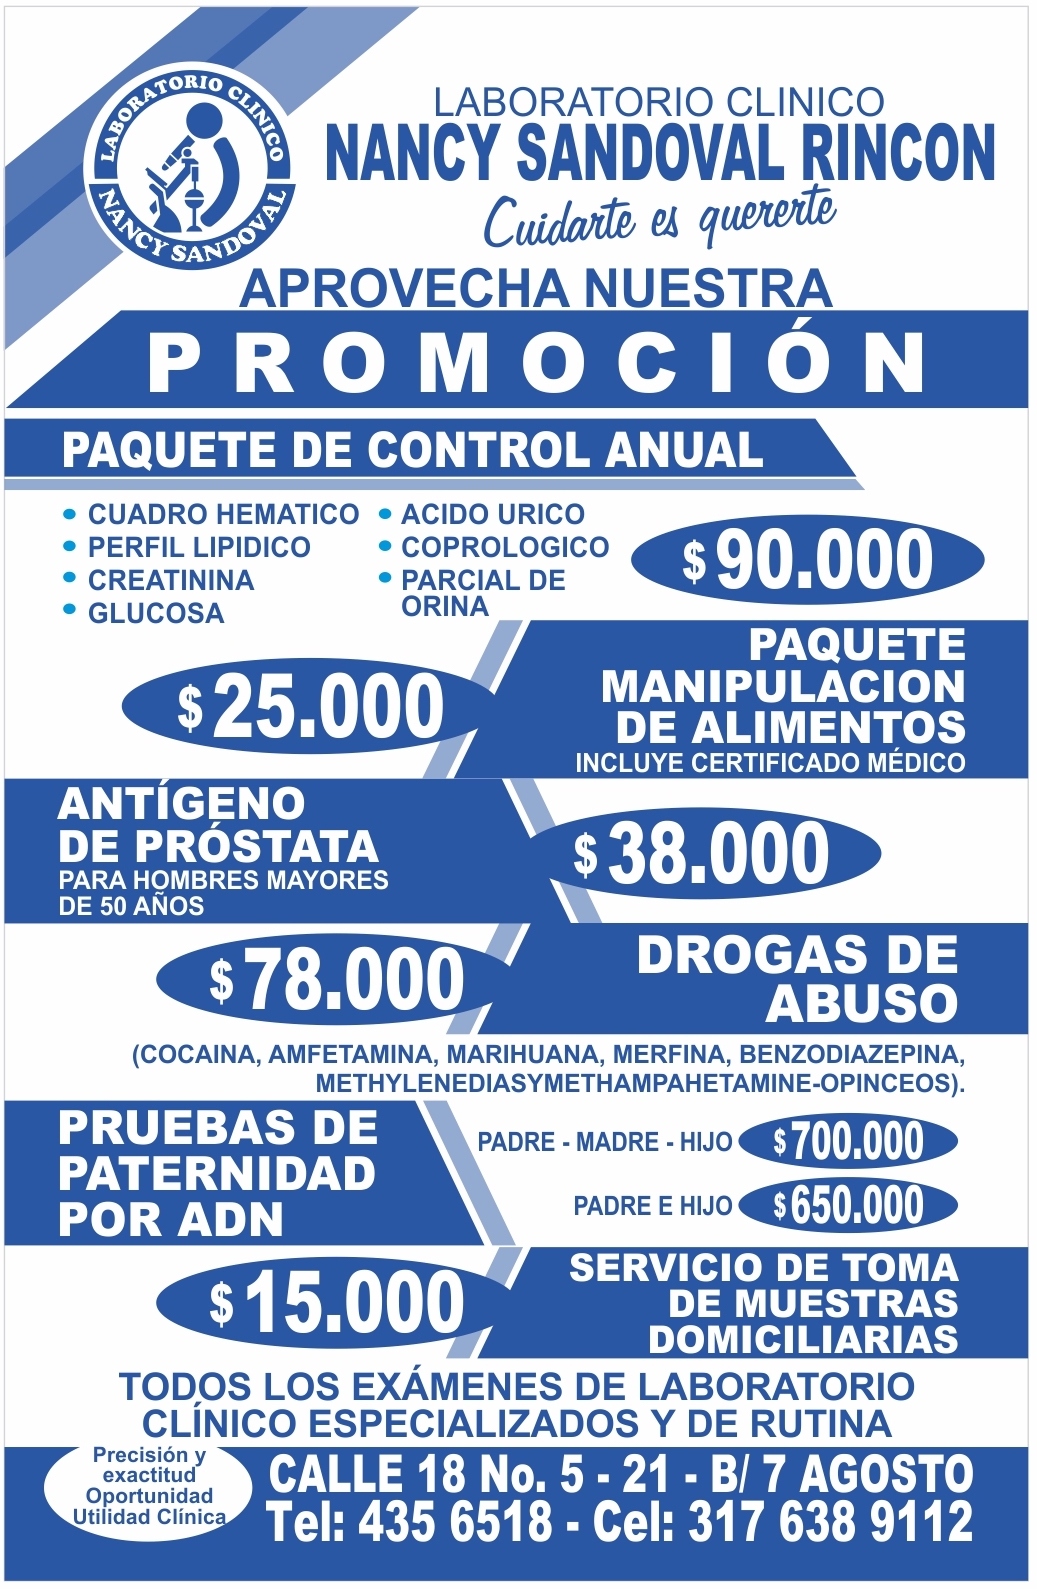 LABORATORIO CLINICO
NANCY SANDOVAL
LABORATORIO CLINICO
NANCY SANDOVAL RINCON
Cuidarte es quererte
APROVECHA NUESTRA
PROMOCIÓN
PAQUETE DE CONTROL ANUAL
• CUADRO HEMATICO
• PERFIL LIPIDICO
• CREATININA
• GLUCOSA
• ACIDO URICO
• COPROLOGICO
• PARCIAL DE
ORINA
$ 90.000
PAQUETE
MANIPULACION
DE ALIMENTOS
INCLUYE CERTIFICADO MÉDICO
$ 25.000
ANTÍGENO
DE PRÓSTATA
PARA HOMBRES MAYORES
DE 50 AÑOS
$ 38.000
DROGAS DE
ABUSO
$ 78.000
(COCAINA, AMFETAMINA, MARIHUANA, MERFINA, BENZODIAZEPINA,
METHYLENEDIASYMETHAMPAHETAMINE-OPINCEOS).
PRUEBAS DE
PATERNIDAD
POR ADN
PADRE - MADRE - HIJO $ 700.000
PADRE E HIJO $ 650.000
SERVICIO DE TOMA
DE MUESTRAS
DOMICILIARIAS
$ 15.000
TODOS LOS EXÁMENES DE LABORATORIO
CLÍNICO ESPECIALIZADOS Y DE RUTINA
Precisión y
exactitud
Oportunidad
Utilidad Clínica
CALLE 18 No. 5 - 21 - B/ 7 AGOSTO
Tel: 435 6518 - Cel: 317 638 9112